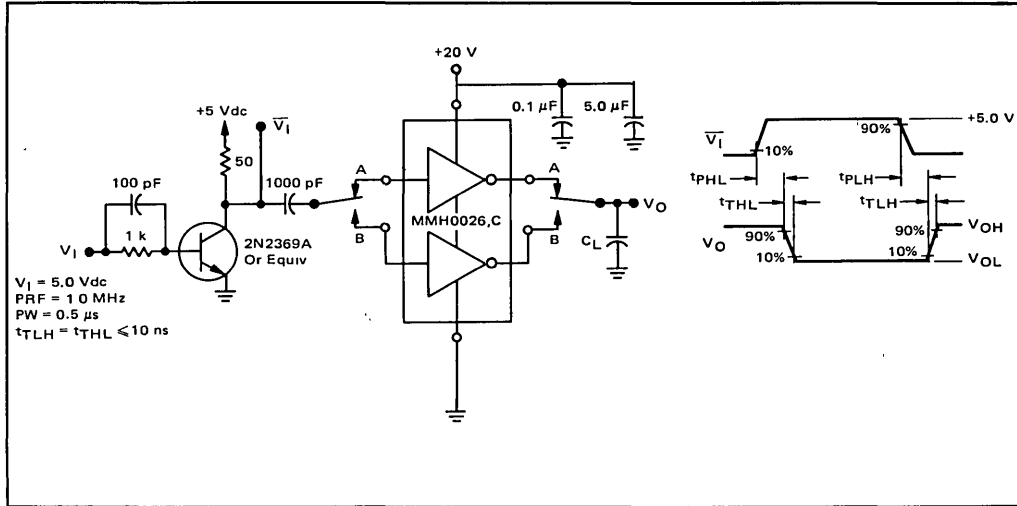 +20 V
0.1 µF
5.0 µF
+5 Vdc
V̅I̅
50
100 pF
1000 pF
A
A
1 k
MMH0026,C
VI
2N2369A
Or Equiv
B
B
CL
VO
VI = 5.0 Vdc
PRF = 1 0 MHz
PW = 0.5 µs
tTLH = tTHL ≤10 ns
+5.0 V
90%
V̅I̅
10%
tPHL
tPLH
tTHL
tTLH
VO
90%
90%
VOH
10%
10%
VOL